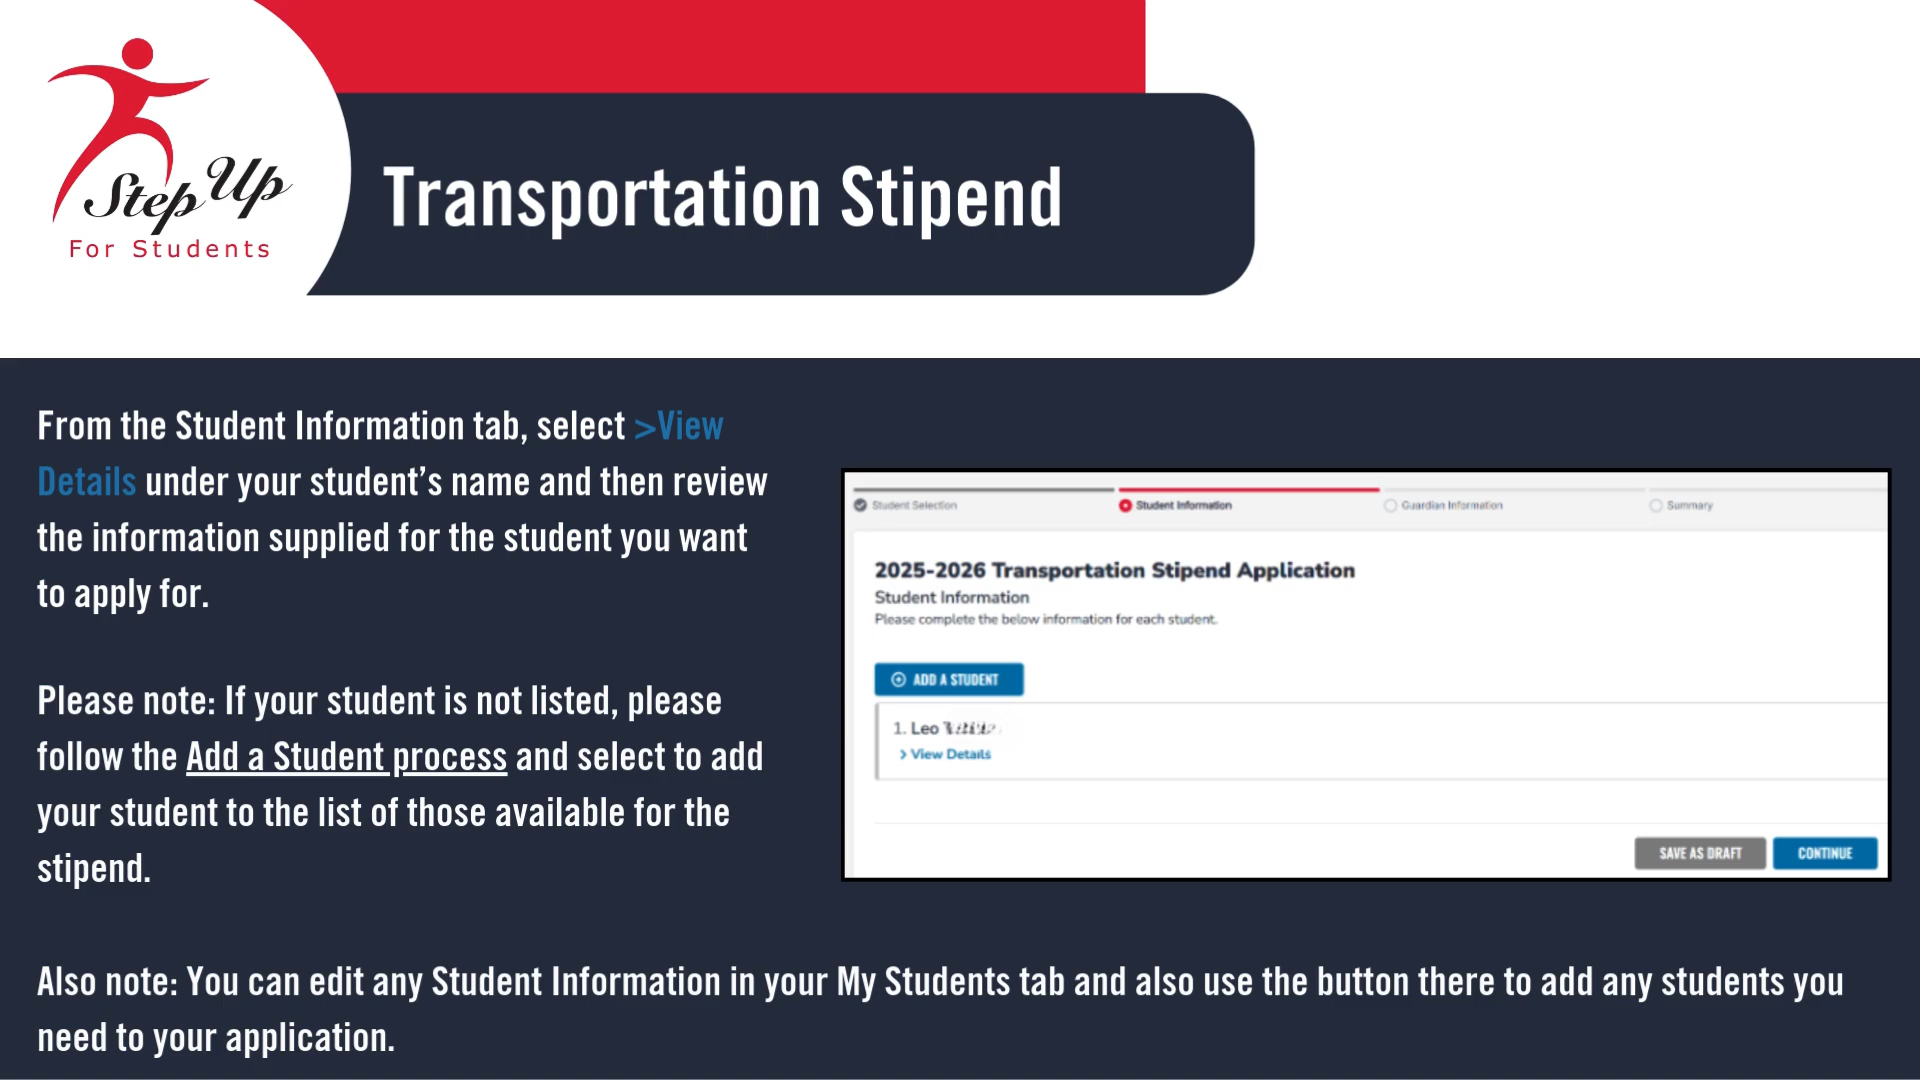 Step Up
For Students
Transportation Stipend
From the Student Information tab, select >View
Details under your student’s name and then review
the information supplied for the student you want
to apply for.
Please note: If your student is not listed, please
follow the Add a Student process and select to add
your student to the list of those available for the
stipend.
Student Selection
Student Information
Guardian Information
Summary
2025-2026 Transportation Stipend Application
Student Information
Please complete the below information for each student.
ADD A STUDENT
1. Leo
> View Details
SAVE AS DRAFT
CONTINUE
Also note: You can edit any Student Information in your My Students tab and also use the button there to add any students you
need to your application.